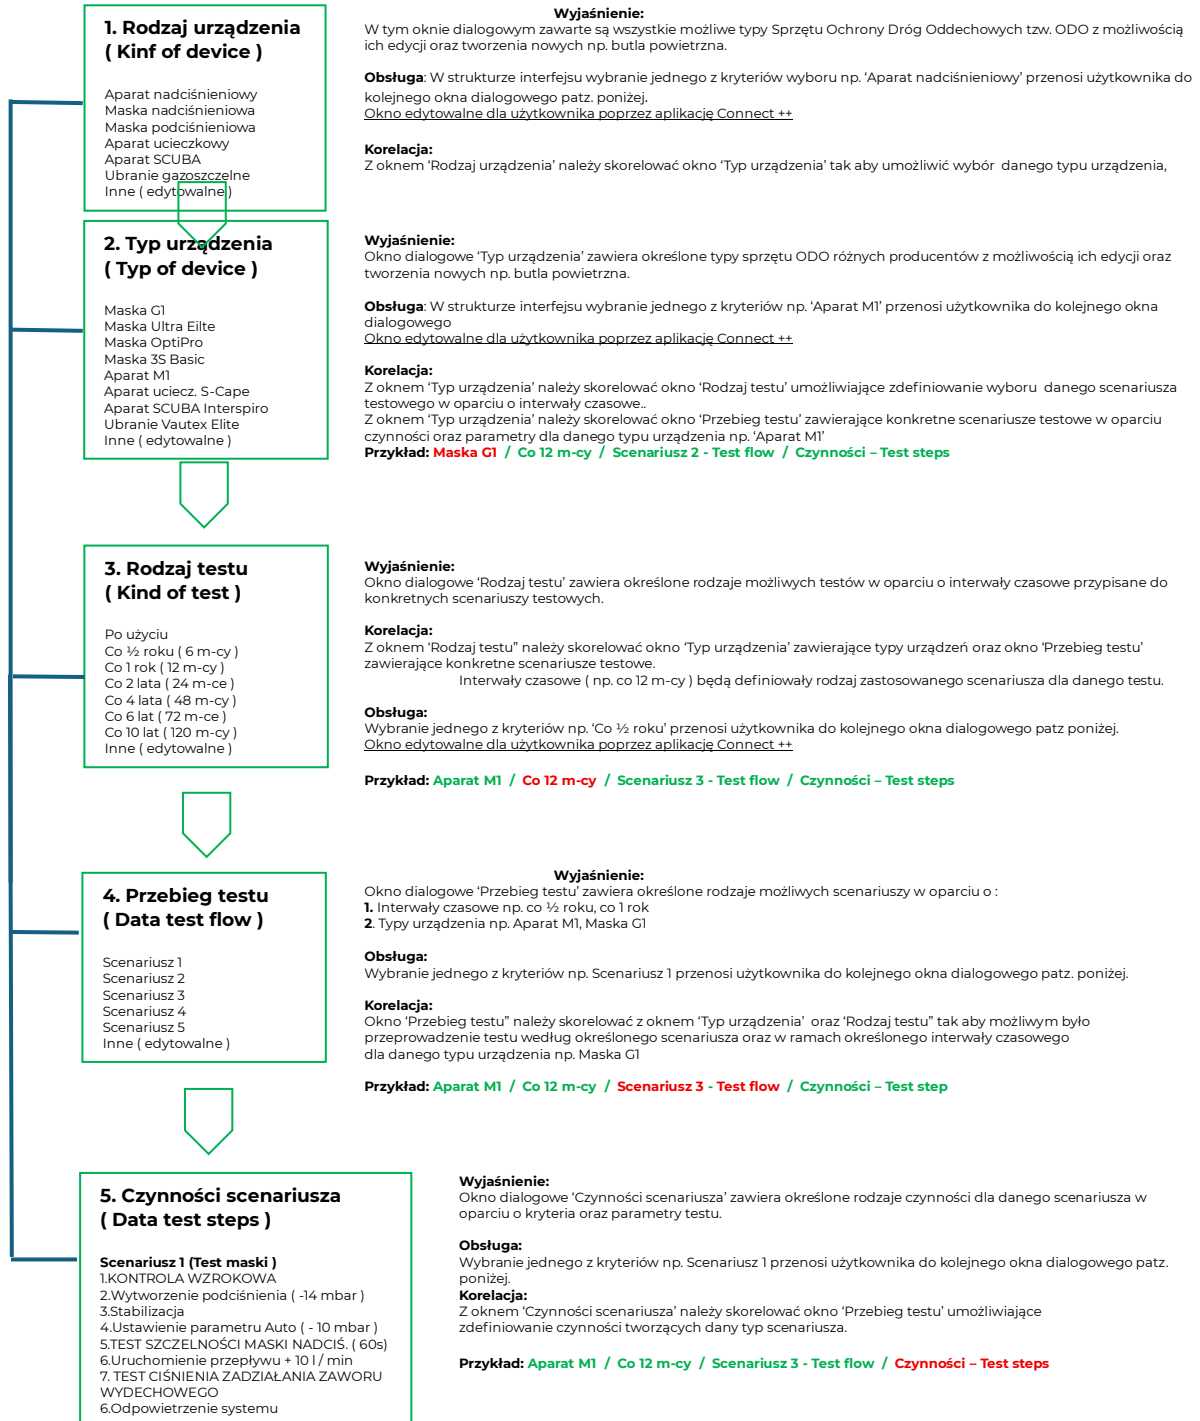 1. Rodzaj urządzenia
( Kinf of device )
Aparat nadciśnieniowy
Maska nadciśnieniowa
Maska podciśnieniowa
Aparat ucieczkowy
Aparat SCUBA
Ubranie gazoszczelne
Inne ( edytowalne )
Wyjaśnienie:
W tym oknie dialogowym zawarte są wszystkie możliwe typy Sprzętu Ochrony Dróg Oddechowych tzw. ODO z możliwością
ich edycji oraz tworzenia nowych np. butla powietrzna.
Obsługa: W strukturze interfejsu wybranie jednego z kryteriów wyboru np. 'Aparat nadciśnieniowy' przenosi użytkownika do
kolejnego okna dialogowego patz. poniżej.
Okno edytowalne dla użytkownika poprzez aplikację Connect ++
Korelacja:
Z oknem 'Rodzaj urządzenia' należy skorelować okno 'Typ urządzenia' tak aby umożliwić wybór  danego typu urządzenia,
2. Typ urządzenia
( Typ of device )
Maska G1
Maska Ultra Eilte
Maska OptiPro
Maska 3S Basic
Aparat M1
Aparat uciecz. S-Cape
Aparat SCUBA Interspiro
Ubranie Vautex Elite
Inne ( edytowalne )
Wyjaśnienie:
Okno dialogowe 'Typ urządzenia' zawiera określone typy sprzętu ODO różnych producentów z możliwością ich edycji oraz
tworzenia nowych np. butla powietrzna.
Obsługa: W strukturze interfejsu wybranie jednego z kryteriów np. 'Aparat M1' przenosi użytkownika do kolejnego okna
dialogowego
Okno edytowalne dla użytkownika poprzez aplikację Connect ++
Korelacja:
Z oknem 'Typ urządzenia' należy skorelować okno 'Rodzaj testu' umożliwiające zdefiniowanie wyboru  danego scenariusza
testowego w oparciu o interwały czasowe..
Z oknem 'Typ urządzenia' należy skorelować okno 'Przebieg testu' zawierające konkretne scenariusze testowe w oparciu
czynności oraz parametry dla danego typu urządzenia np. 'Aparat M1'
Przykład: Maska G1  /  Co 12 m-cy  /  Scenariusz 2 - Test flow  /  Czynności – Test steps
3. Rodzaj testu
( Kind of test )
Po użyciu
Co ½ roku ( 6 m-cy )
Co 1 rok ( 12 m-cy )
Co 2 lata ( 24 m-ce )
Co 4 lata ( 48 m-cy )
Co 6 lat ( 72 m-ce )
Co 10 lat ( 120 m-cy )
Inne ( edytowalne )
Wyjaśnienie:
Okno dialogowe 'Rodzaj testu' zawiera określone rodzaje możliwych testów w oparciu o interwały czasowe przypisane do
konkretnych scenariuszy testowych.
Korelacja:
Z oknem 'Rodzaj testu" należy skorelować okno 'Typ urządzenia' zawierające typy urządzeń oraz okno 'Przebieg testu'
zawierające konkretne scenariusze testowe.
Interwały czasowe ( np. co 12 m-cy ) będą definiowały rodzaj zastosowanego scenariusza dla danego testu.
Obsługa:
Wybranie jednego z kryteriów np. 'Co ½ roku' przenosi użytkownika do kolejnego okna dialogowego patz poniżej.
Okno edytowalne dla użytkownika poprzez aplikację Connect ++
Przykład: Aparat M1  /  Co 12 m-cy  /  Scenariusz 3 - Test flow  /  Czynności – Test steps
4. Przebieg testu
( Data test flow )
Scenariusz 1
Scenariusz 2
Scenariusz 3
Scenariusz 4
Scenariusz 5
Inne ( edytowalne )
Wyjaśnienie:
Okno dialogowe 'Przebieg testu' zawiera określone rodzaje możliwych scenariuszy w oparciu o :
1. Interwały czasowe np. co ½ roku, co 1 rok
2. Typy urządzenia np. Aparat M1, Maska G1
Obsługa:
Wybranie jednego z kryteriów np. Scenariusz 1 przenosi użytkownika do kolejnego okna dialogowego patz. poniżej.
Korelacja:
Okno 'Przebieg testu" należy skorelować z oknem 'Typ urządzenia'  oraz 'Rodzaj testu" tak aby możliwym było
przeprowadzenie testu według określonego scenariusza oraz w ramach określonego interwały czasowego
dla danego typu urządzenia np. Maska G1
Przykład: Aparat M1  /  Co 12 m-cy  /  Scenariusz 3 - Test flow  /  Czynności – Test step
5. Czynności scenariusza
( Data test steps )
Scenariusz 1 (Test maski )
1.KONTROLA WZROKOWA
2.Wytworzenie podciśnienia ( -14 mbar )
3.Stabilizacja
4.Ustawienie parametru Auto ( - 10 mbar )
5.TEST SZCZELNOŚCI MASKI NADCIŚ. ( 60s)
6.Uruchomienie przepływu + 10 l / min
7. TEST CIŚNIENIA ZADZIAŁANIA ZAWORU
WYDECHOWEGO
6.Odpowietrzenie systemu
Wyjaśnienie:
Okno dialogowe 'Czynności scenariusza' zawiera określone rodzaje czynności dla danego scenariusza w
oparciu o kryteria oraz parametry testu.
Obsługa:
Wybranie jednego z kryteriów np. Scenariusz 1 przenosi użytkownika do kolejnego okna dialogowego patz.
poniżej.
Korelacja:
Z oknem 'Czynności scenariusza' należy skorelować okno 'Przebieg testu' umożliwiające
zdefiniowanie czynności tworzących dany typ scenariusza.
Przykład: Aparat M1  /  Co 12 m-cy  /  Scenariusz 3 - Test flow  /  Czynności – Test steps